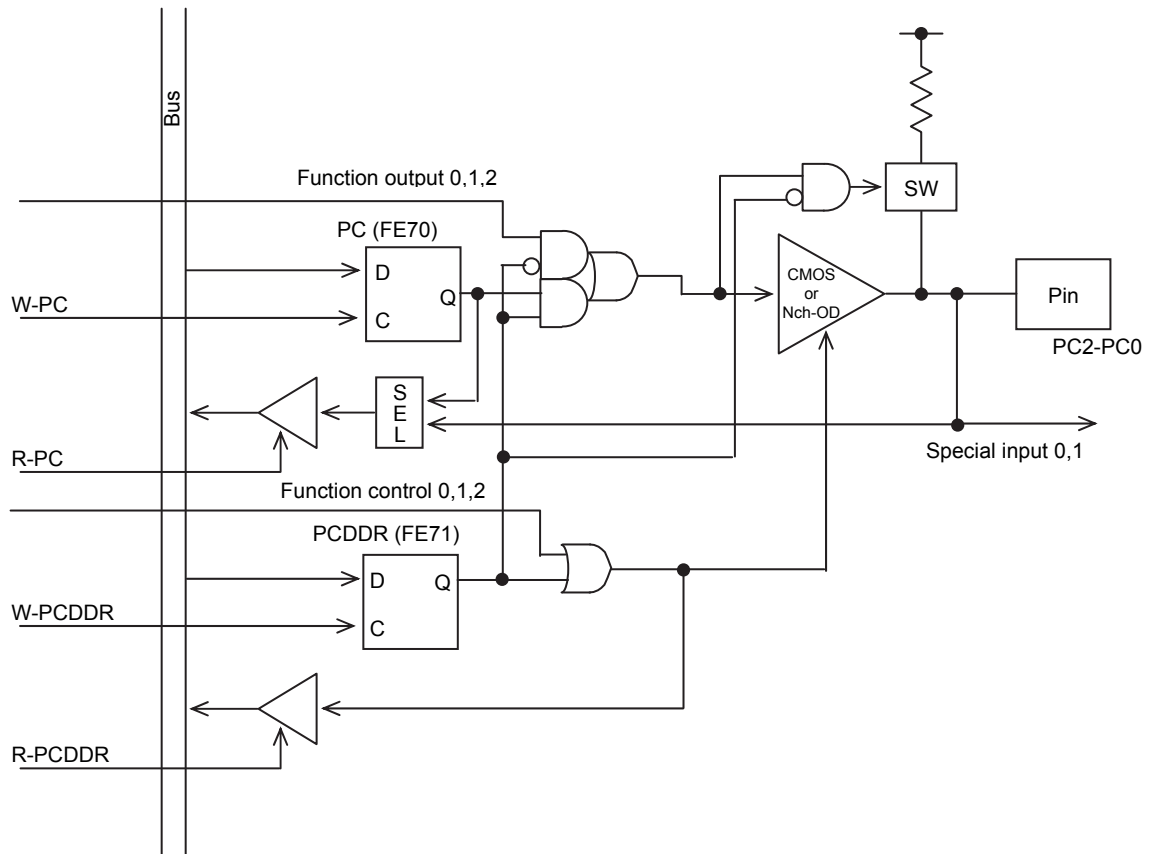 Bus
Function output 0,1,2
PC (FE70)
D
Q
C
W-PC
SW
CMOS
or
Nch-OD
Pin
PC2-PC0
S
E
L
R-PC
Special input 0,1
Function control 0,1,2
PCDDR (FE71)
D
Q
C
W-PCDDR
R-PCDDR